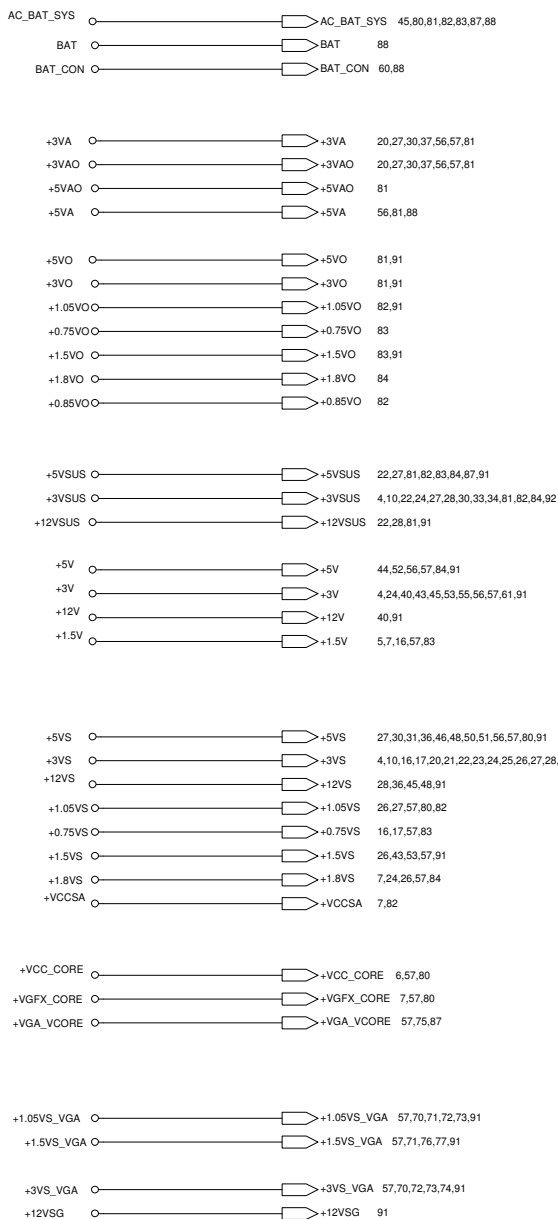 AC_BAT_SYS AC_BAT_SYS 45,80,81,82,83,87,88
BAT BAT 88
BAT_CON BAT_CON 60,88
+3VA +3VA 20,27,30,37,56,57,81
+3VAO +3VAO 20,27,30,37,56,57,81
+5VAO +5VAO 81
+5VA +5VA 56,81,88
+5VO +5VO 81,91
+3VO +3VO 81,91
+1.05VO +1.05VO 82,91
+0.75VO +0.75VO 83
+1.5VO +1.5VO 83,91
+1.8VO +1.8VO 84
+0.85VO +0.85VO 82
+5VSUS +5VSUS 22,27,81,82,83,84,87,91
+3VSUS +3VSUS 4,10,22,24,27,28,30,33,34,81,82,84,92
+12VSUS +12VSUS 22,28,81,91
+5V +5V 44,52,56,57,84,91
+3V +3V 4,24,40,43,45,53,55,56,57,61,91
+12V +12V 40,91
+1.5V +1.5V 5,7,16,57,83
+5VS +5VS 27,30,31,36,46,48,50,51,56,57,80,91
+3VS +3VS 4,10,16,17,20,21,22,23,24,25,26,27,28,
+12VS +12VS 28,36,45,48,91
+1.05VS +1.05VS 26,27,57,80,82
+0.75VS +0.75VS 16,17,57,83
+1.5VS +1.5VS 26,43,53,57,91
+1.8VS +1.8VS 7,24,26,57,84
+VCCSA +VCCSA 7,82
+VCC_CORE +VCC_CORE 6,57,80
+VGFX_CORE +VGFX_CORE 7,57,80
+VGA_VCORE +VGA_VCORE 57,75,87
+1.05VS_VGA +1.05VS_VGA 57,70,71,72,73,91
+1.5VS_VGA +1.5VS_VGA 57,71,76,77,91
+3VS_VGA +3VS_VGA 57,70,72,73,74,91
+12VSG +12VSG 91